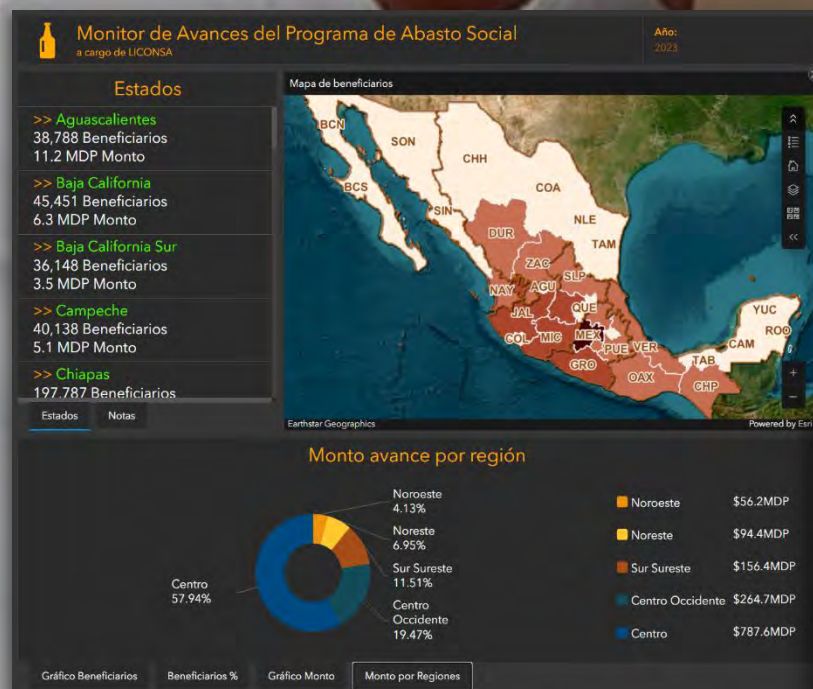 Monitor de Avances del Programa de Abasto Social
a cargo de LICONSA
Año:
2023
Estados
>> Aguascalientes
38,788 Beneficiarios
11.2 MDP Monto
>> Baja California
45,451 Beneficiarios
6.3 MDP Monto
>> Baja California Sur
36,148 Beneficiarios
3.5 MDP Monto
>> Campeche
40,138 Beneficiarios
5.1 MDP Monto
>> Chiapas
197,787 Beneficiarios
Estados
Notas
Mapa de beneficiarios
BCN
SON
CHH
BCS
COA
SIN
NLE
DUR
TAM
ZAC
SLP
NAY
AGU
JAL
QUE
YUC
COL
MIC
MEX
PUE
VER
CAM
ROO
TAB
GRO
OAX
CHP
Earthstar Geographics
Powered by Esri
Monto avance por región
Noroeste
4.13%
Noreste
6.95%
Sur Sureste
11.51%
Centro
Occidente
19.47%
Centro
57.94%
Noroeste $56.2MDP
Noreste $94.4MDP
Sur Sureste $156.4MDP
Centro Occidente $264.7MDP
Centro $787.6MDP
Gráfico Beneficiarios
Beneficiarios %
Gráfico Monto
Monto por Regiones